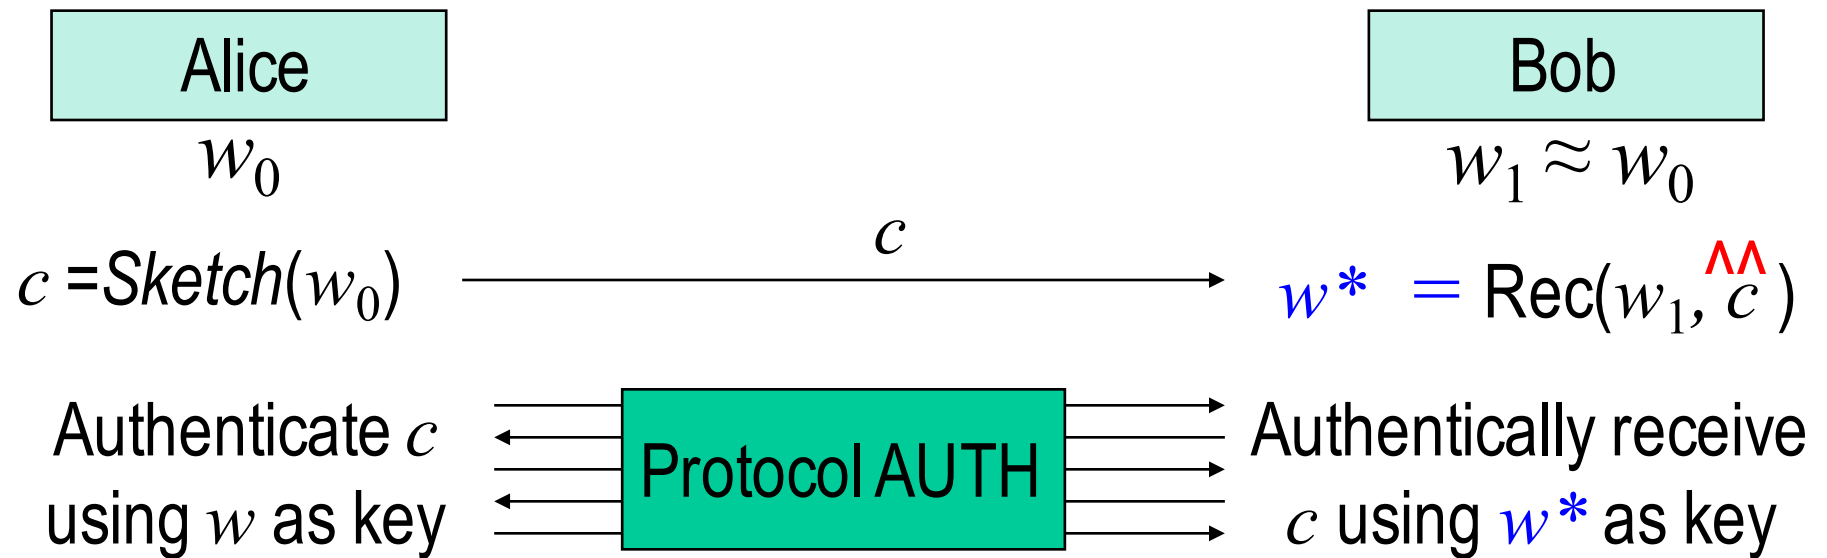 Alice Bob
w₀ w₁ ≈ w₀
c
c =Sketch(w₀) w* = Rec(w₁, c^^ )
Authenticate c
using w as key
Protocol AUTH
Authentically receive
c using w* as key